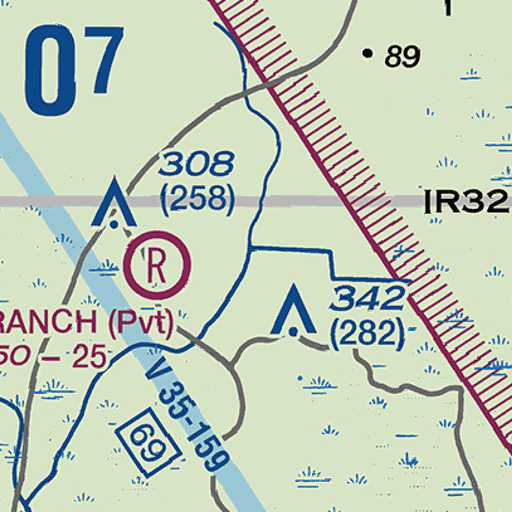 07
89
308
(258)
IR32
R
342
(282)
RANCH (Pvt)
50 – 25
V 35-159
69